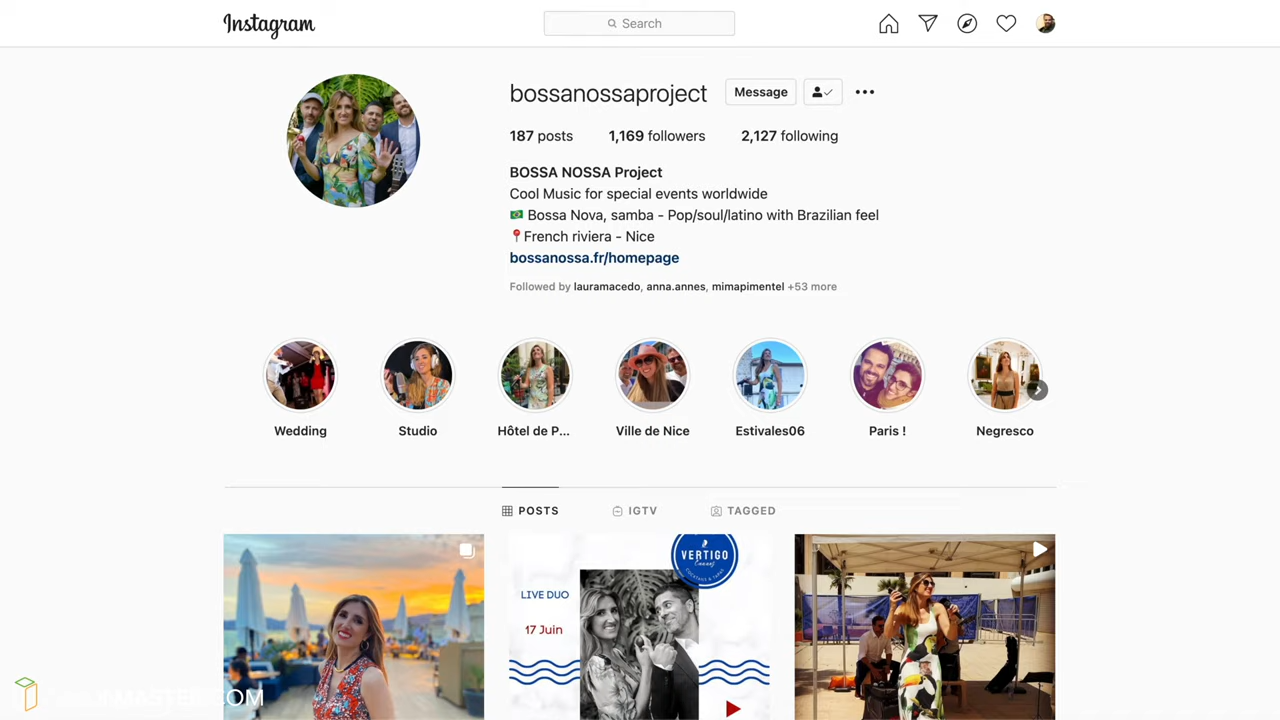 Instagram
Search
bossanossaproject
Message
187 posts
1,169 followers
2,127 following
BOSSA NOSSA Project
Cool Music for special events worldwide
Bossa Nova, samba - Pop/soul/latino with Brazilian feel
French riviera - Nice
bossanossa.fr/homepage
Followed by lauramacedo, anna.annes, mimapimentel +53 more
Wedding
Studio
Hôtel de P...
Ville de Nice
Estivales06
Paris !
Negresco
POSTS
IGTV
TAGGED
VERTIGO
Cannes
COCKTAILS & TAPAS
LIVE DUO
17 Juin